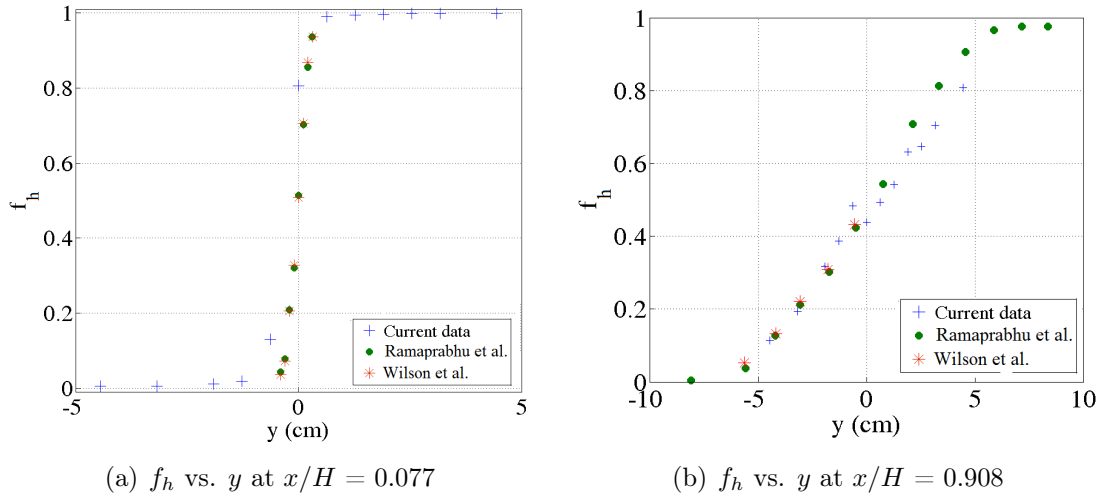 1
0.8
0.6
0.4
0.2
0
f_h
-5
0
5
y (cm)
Current data
Ramaprabhu et al.
Wilson et al.
(a) f_h vs. y at x/H = 0.077
1
0.8
0.6
0.4
0.2
0
f_h
-10
-5
0
5
10
y (cm)
Current data
Ramaprabhu et al.
Wilson et al.
(b) f_h vs. y at x/H = 0.908